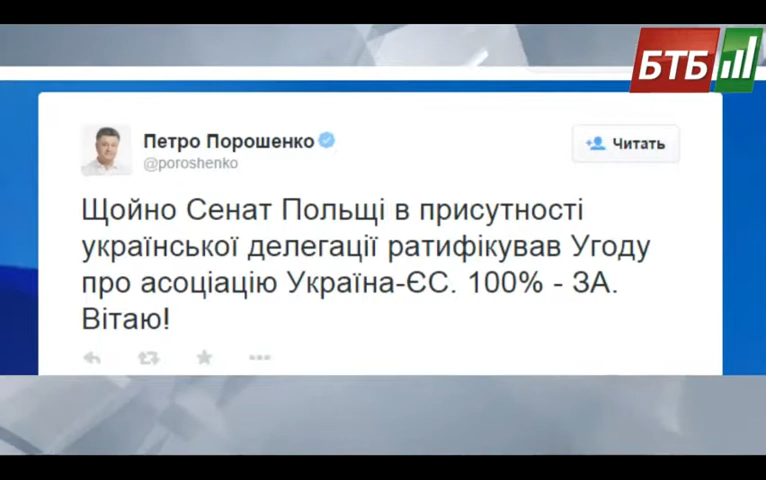 БТБ
Петро Порошенко
@poroshenko
Читать
Щойно Сенат Польщі в присутності
української делегації ратифікував Угоду
про асоціацію Україна-ЄС. 100% - ЗА.
Вітаю!